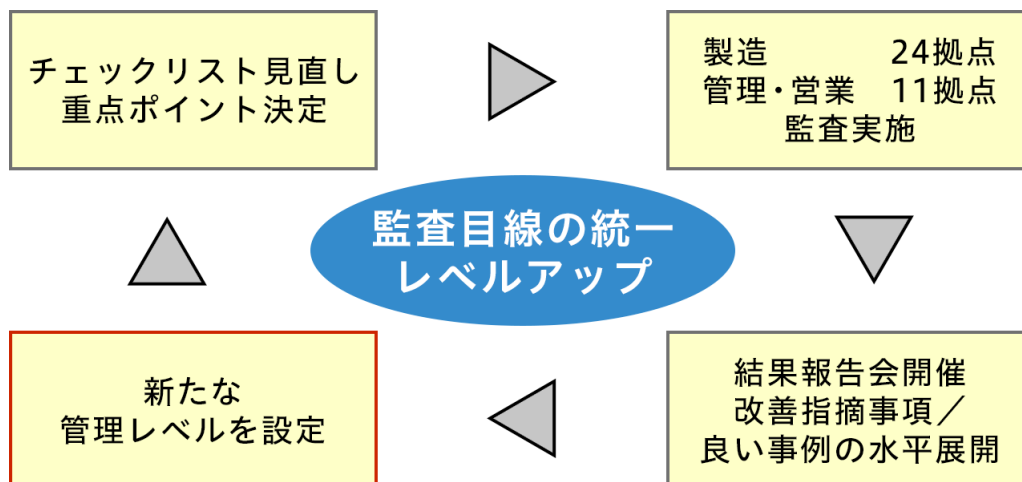 チェックリスト見直し
重点ポイント決定
製造 24拠点
管理・営業 11拠点
監査実施
監査目線の統一
レベルアップ
新たな
管理レベルを設定
結果報告会開催
改善指摘事項／
良い事例の水平展開